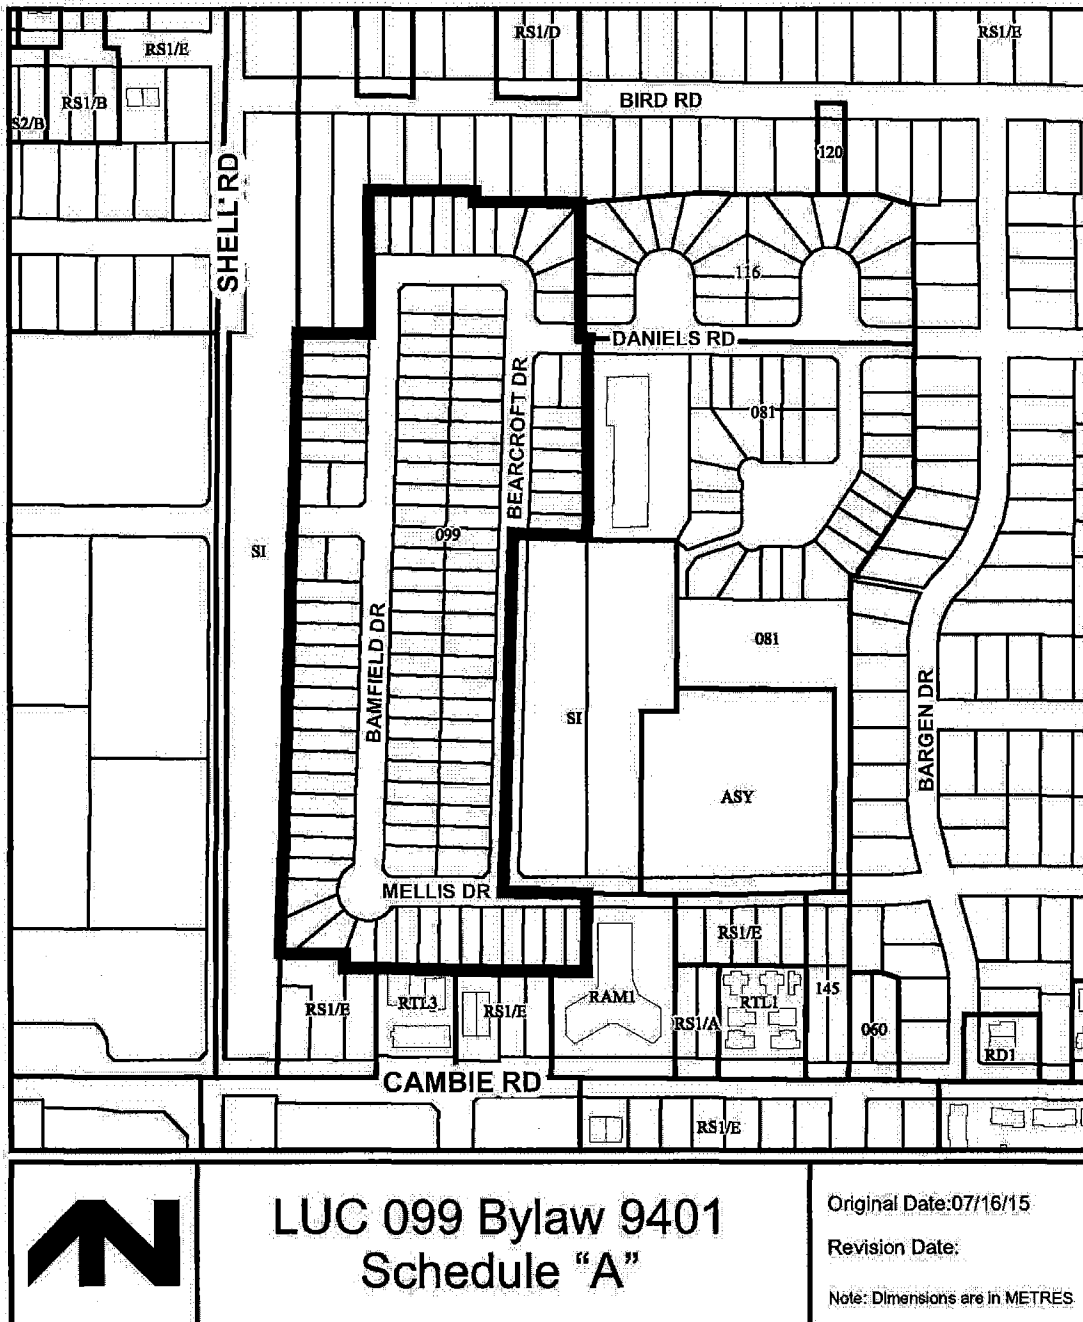 RS1/E
RS1/D
RS1/E
RS1/B
S2/B
BIRD RD
120
SHELL RD
116
DANIELS RD
BEARCROFT DR
081
099
SI
BAMFIELD DR
081
SI
BARGEN DR
ASY
MELLIS DR
RS1/E
RS1/E
RTL3
RS1/E
RAM1
RS1/A
RTL1
145
060
RD1
CAMBIE RD
RS1/E
LUC 099 Bylaw 9401
Schedule “A”
Original Date:07/16/15
Revision Date:
Note: Dimensions are in METRES